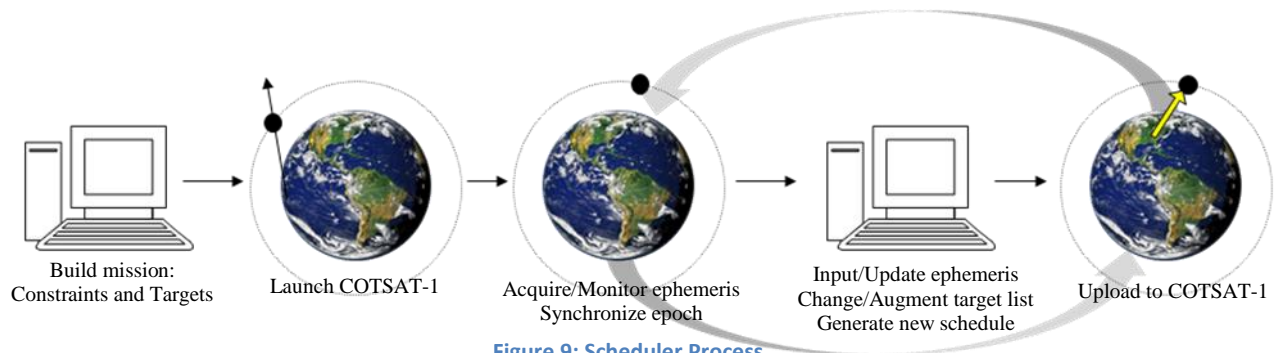 Build mission:
Constraints and Targets
Launch COTSAT-1
Acquire/Monitor ephemeris
Synchronize epoch
Input/Update ephemeris
Change/Augment target list
Generate new schedule
Upload to COTSAT-1
Figure 9: Scheduler Process